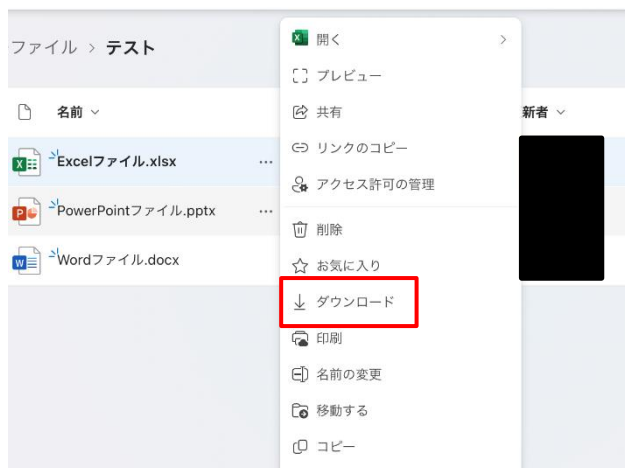 ファイル > テスト
名前
新者
Excelファイル.xlsx
PowerPointファイル.pptx
Wordファイル.docx
開く
プレビュー
共有
リンクのコピー
アクセス許可の管理
削除
お気に入り
ダウンロード
印刷
名前の変更
移動する
コピー